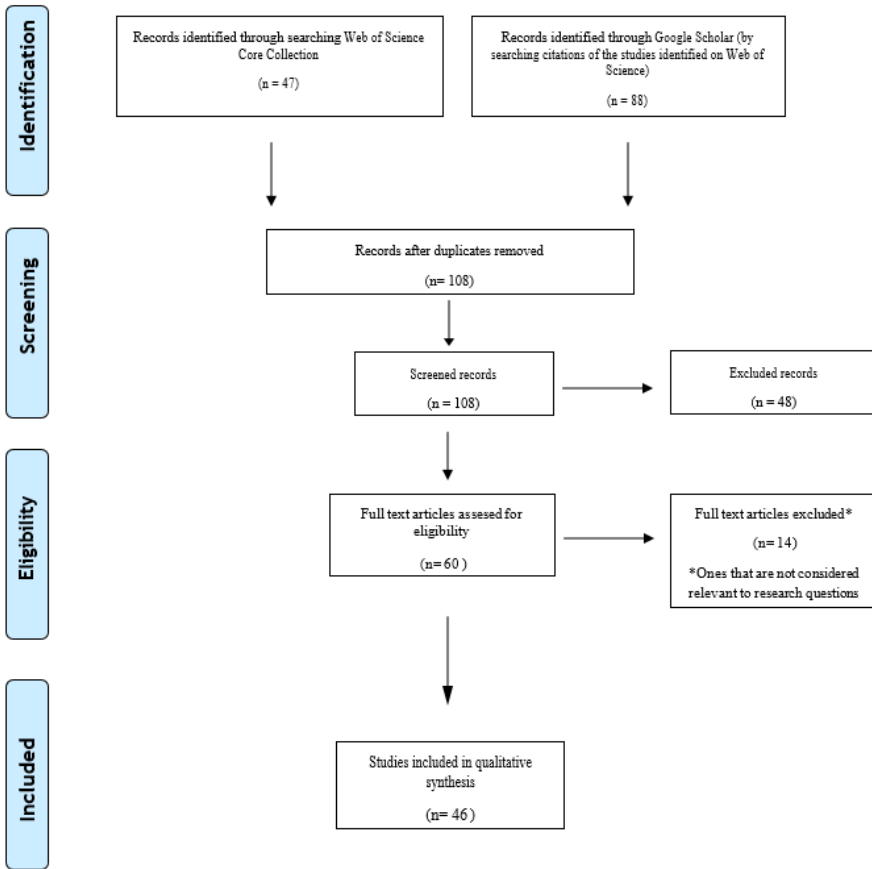 Identification
Records identified through searching Web of Science
Core Collection
(n = 47)
Records identified through Google Scholar (by
searching citations of the studies identified on Web of
Science)
(n = 88)
Screening
Records after duplicates removed
(n= 108)
Screened records
(n = 108)
Excluded records
(n = 48)
Eligibility
Full text articles assesed for
eligibility
(n= 60 )
Full text articles excluded*
(n= 14)
*Ones that are not considered
relevant to research questions
Included
Studies included in qualitative
synthesis
(n= 46 )